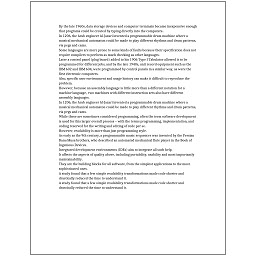 By the late 1960s, data storage devices and computer terminals became inexpensive enough
that programs could be created by typing directly into the computers.
In 1206, the Arab engineer Al-Jazari invented a programmable drum machine where a
musical mechanical automaton could be made to play different rhythms and drum patterns,
via pegs and cams.
Some languages are more prone to some kinds of faults because their specification does not
require compilers to perform as much checking as other languages.
Later a control panel (plug board) added to his 1906 Type I Tabulator allowed it to be
programmed for different jobs, and by the late 1940s, unit record equipment such as the
IBM 602 and IBM 604, were programmed by control panels in a similar way, as were the
first electronic computers.
Also, specific user environment and usage history can make it difficult to reproduce the
problem.
However, because an assembly language is little more than a different notation for a
machine language, two machines with different instruction sets also have different
assembly languages.
In 1206, the Arab engineer Al-Jazari invented a programmable drum machine where a
musical mechanical automaton could be made to play different rhythms and drum patterns,
via pegs and cams.
While these are sometimes considered programming, often the term software development
is used for this larger overall process – with the terms programming, implementation, and
coding reserved for the writing and editing of code per se.
However, readability is more than just programming style.
As early as the 9th century, a programmable music sequencer was invented by the Persian
Banu Musa brothers, who described an automated mechanical flute player in the Book of
Ingenious Devices.
Integrated development environments (IDEs) aim to integrate all such help.
It affects the aspects of quality above, including portability, usability and most importantly
maintainability.
They are the building blocks for all software, from the simplest applications to the most
sophisticated ones.
A study found that a few simple readability transformations made code shorter and
drastically reduced the time to understand it.
A study found that a few simple readability transformations made code shorter and
drastically reduced the time to understand it.